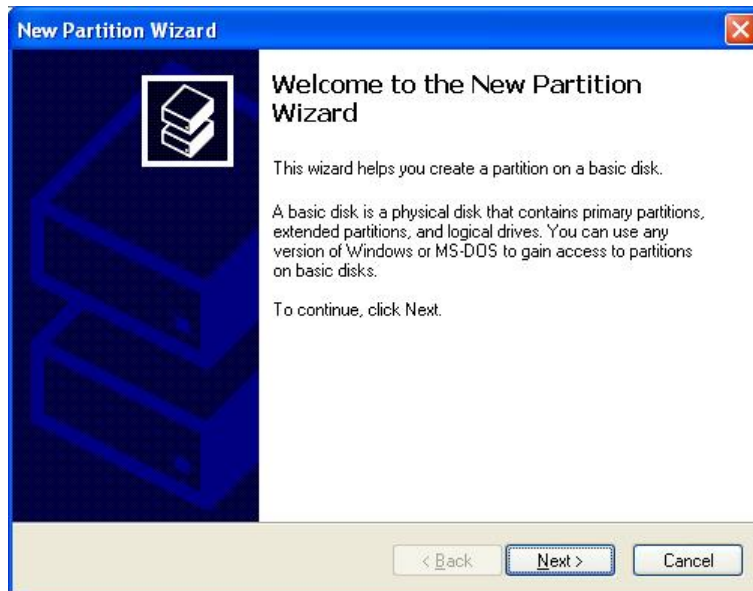 New Partition Wizard
Welcome to the New Partition
Wizard
This wizard helps you create a partition on a basic disk.
A basic disk is a physical disk that contains primary partitions,
extended partitions, and logical drives. You can use any
version of Windows or MS-DOS to gain access to partitions
on basic disks.
To continue, click Next.
< Back Next > Cancel